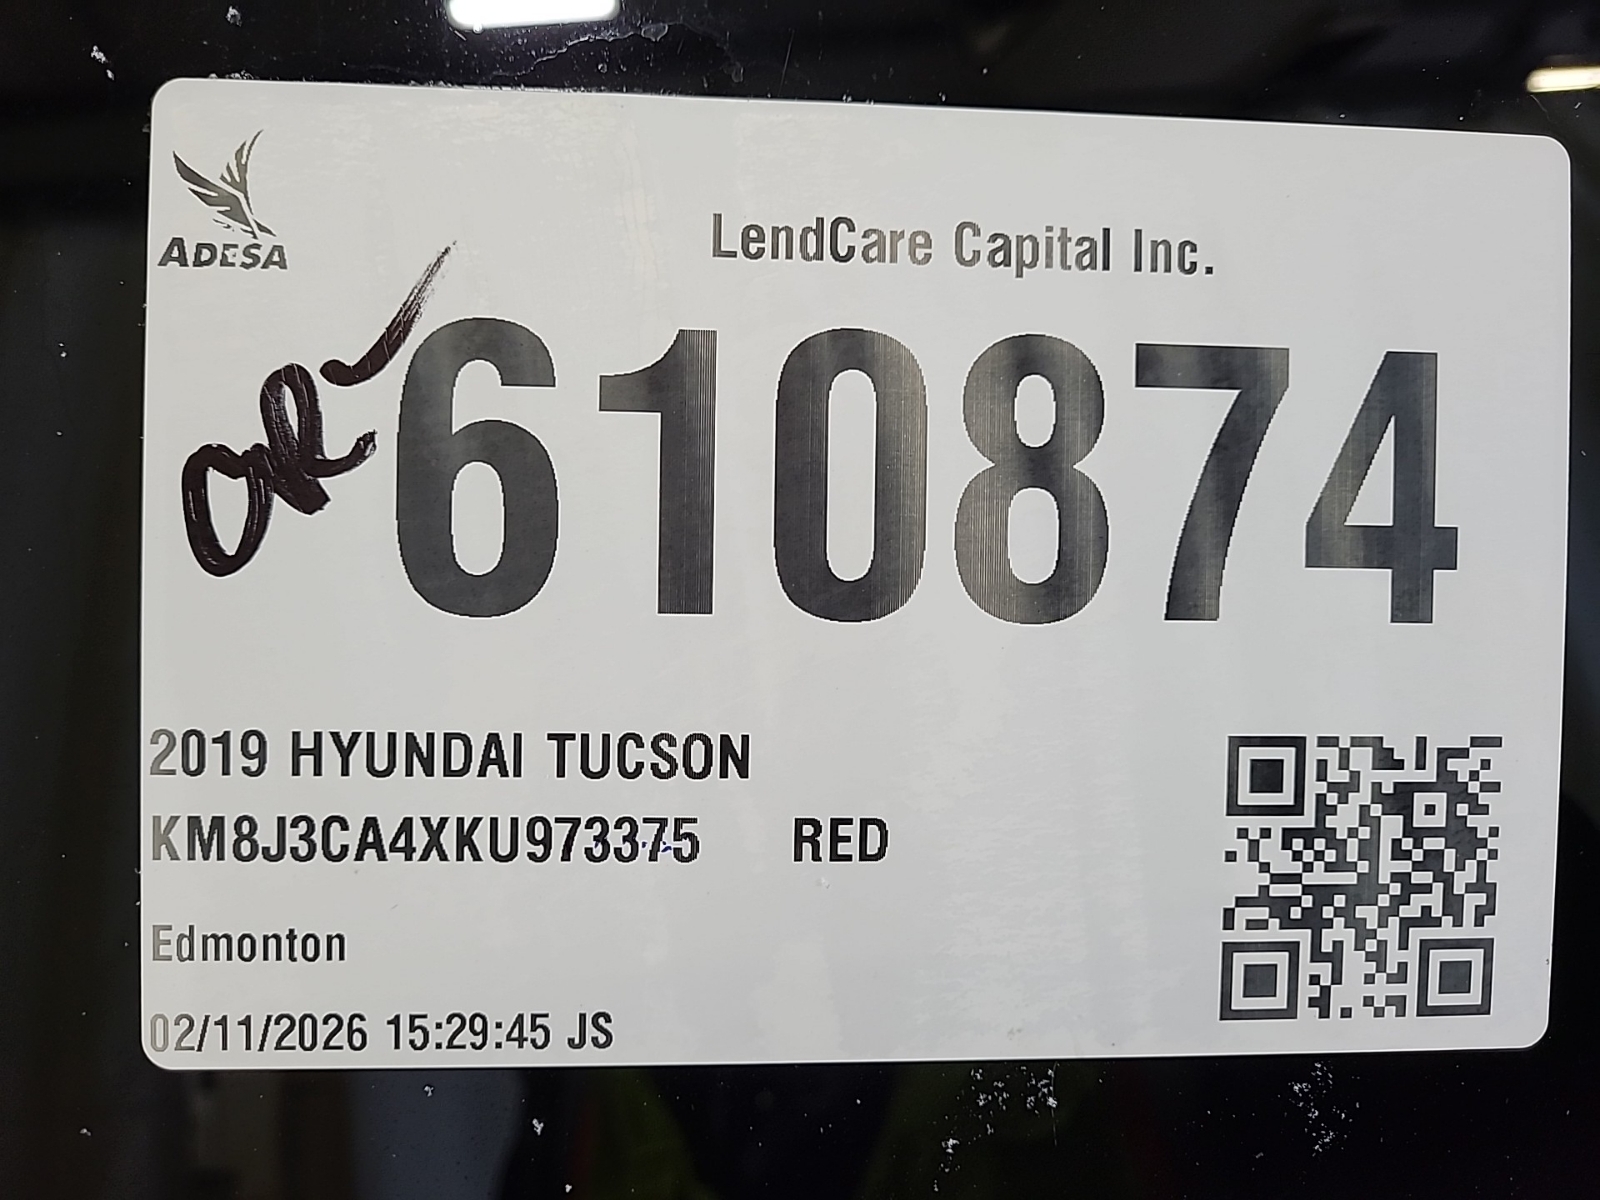 ADESA
LendCare Capital Inc.
610874
2019 HYUNDAI TUCSON
KM8J3CA4XKU973375 RED
Edmonton
02/11/2026 15:29:45 JS